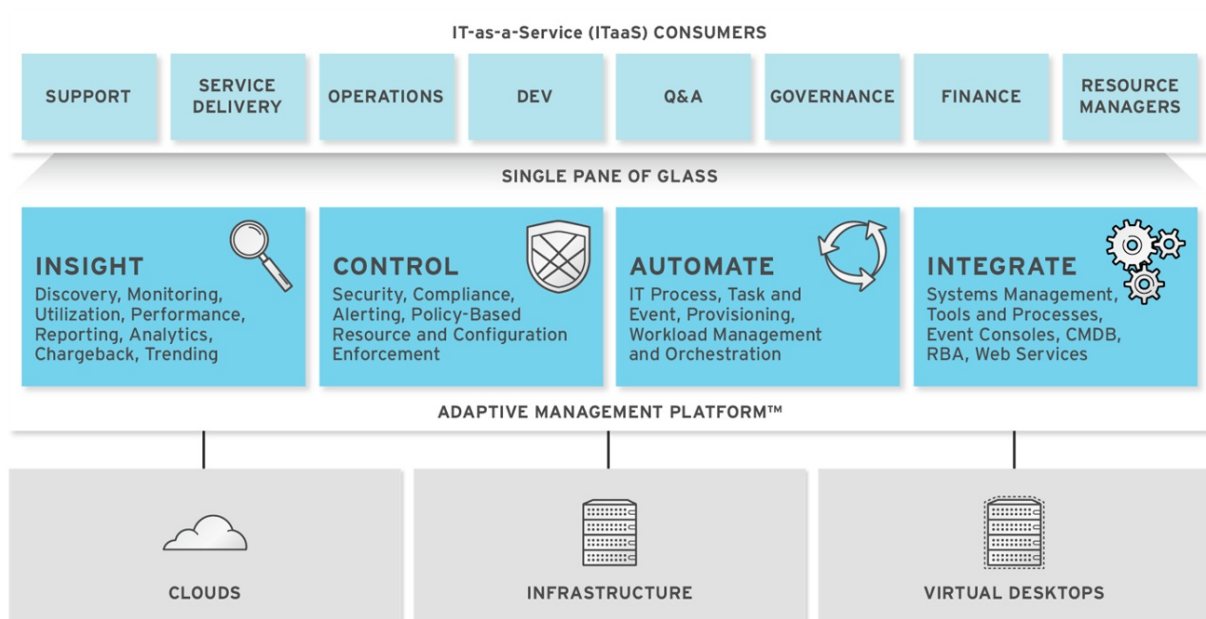 IT-as-a-Service (ITaaS) CONSUMERS
SUPPORT
SERVICE
DELIVERY
OPERATIONS
DEV
Q&A
GOVERNANCE
FINANCE
RESOURCE
MANAGERS
SINGLE PANE OF GLASS
INSIGHT
Discovery, Monitoring,
Utilization, Performance,
Reporting, Analytics,
Chargeback, Trending
CONTROL
Security, Compliance,
Alerting, Policy-Based
Resource and Configuration
Enforcement
AUTOMATE
IT Process, Task and
Event, Provisioning,
Workload Management
and Orchestration
INTEGRATE
Systems Management,
Tools and Processes,
Event Consoles, CMDB,
RBA, Web Services
ADAPTIVE MANAGEMENT PLATFORM™
CLOUDS
INFRASTRUCTURE
VIRTUAL DESKTOPS